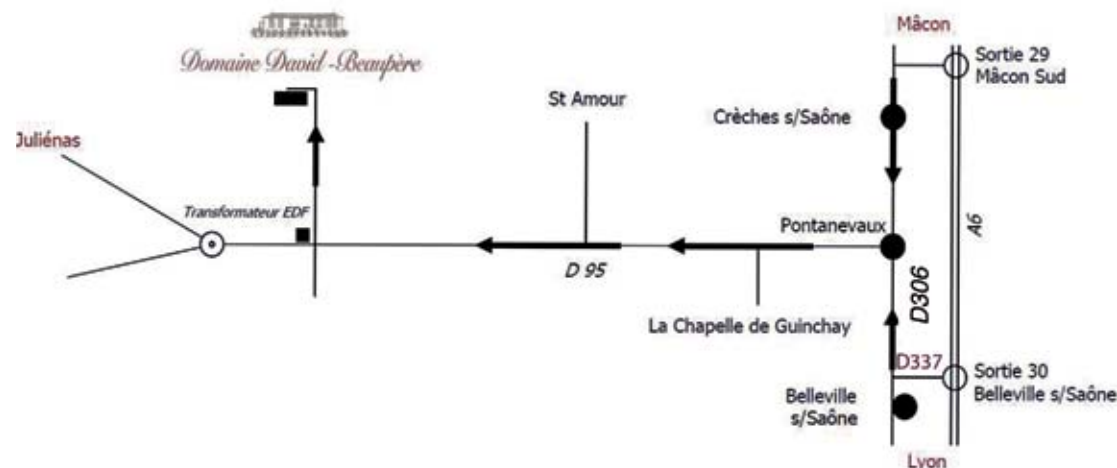 Mâcon
Domaine David -Beaupère
Sortie 29
Mâcon Sud
St Amour
Crèches s/Saône
Juliénas
Transformateur EDF
Pontanevaux
A6
D 95
D306
La Chapelle de Guinchay
D337
Sortie 30
Belleville s/Saône
Belleville
s/Saône
Lyon